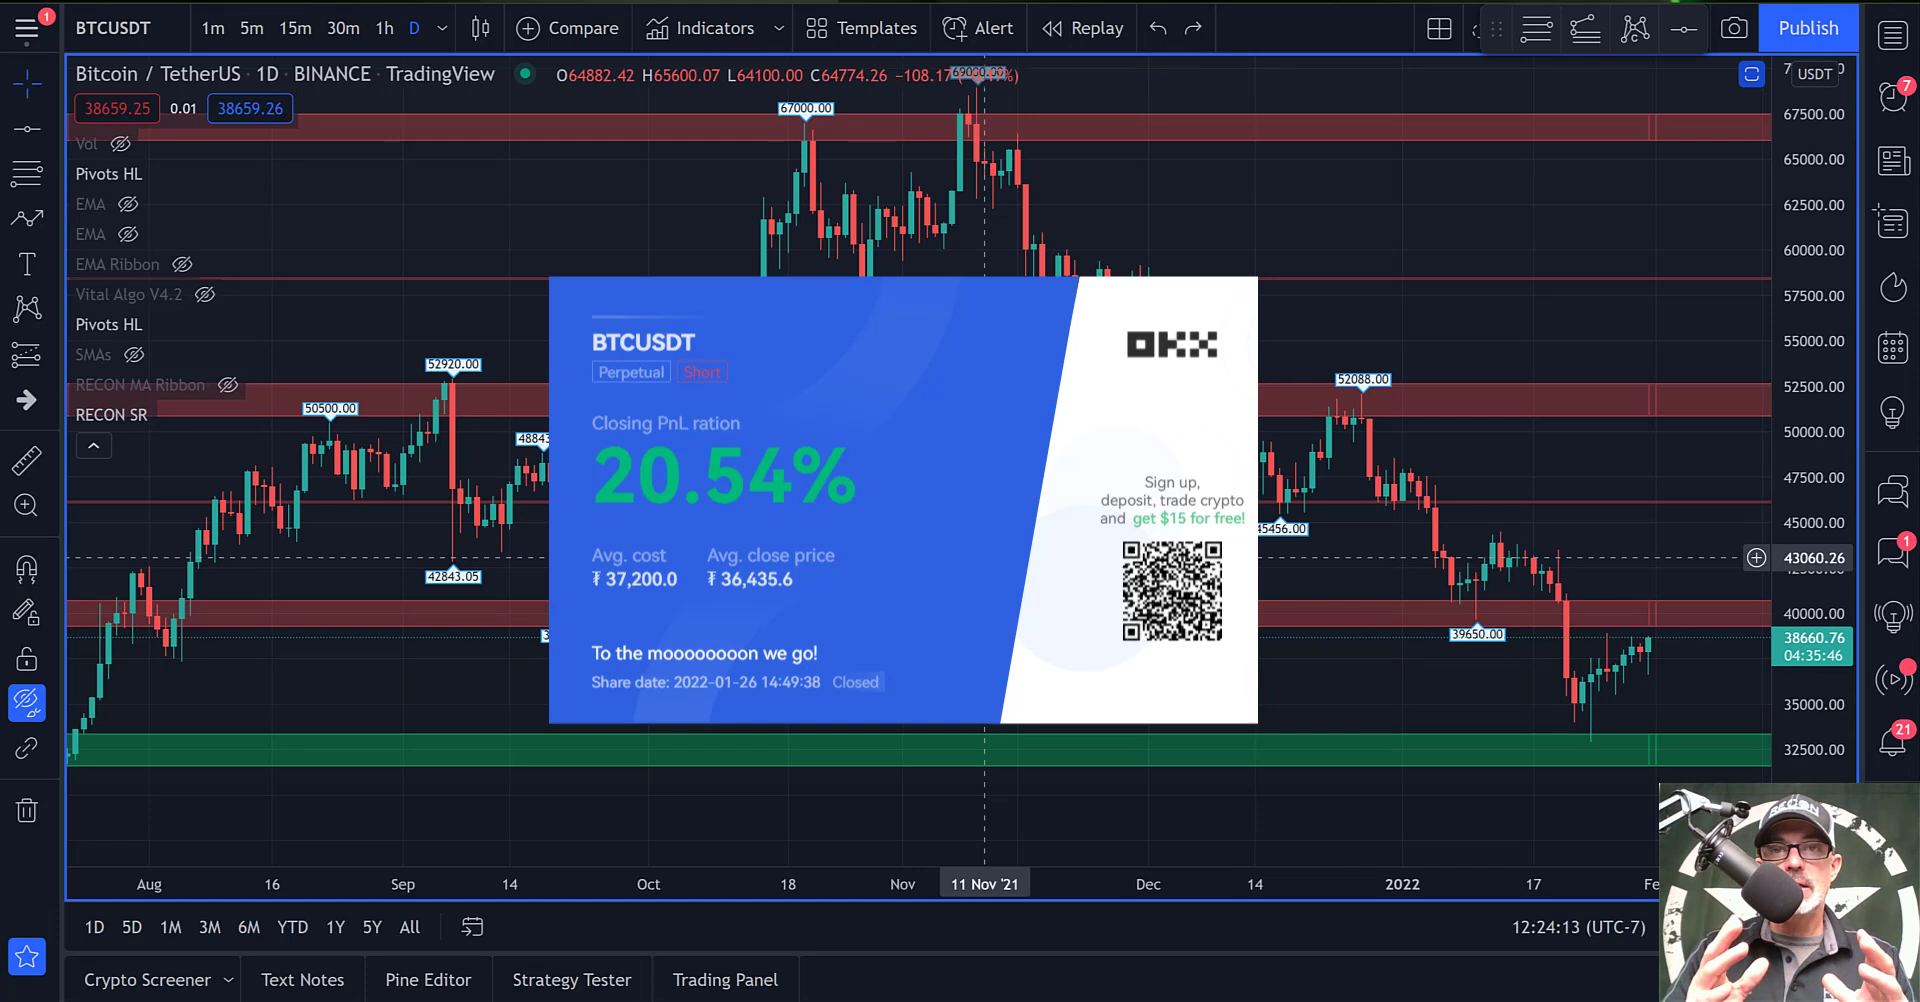 1
BTCUSDT
1m 5m 15m 30m 1h D
Compare
Indicators
Templates
Alert
Replay
Publish
Bitcoin / TetherUS · 1D · BINANCE · TradingView
O64882.42 H65600.07 L64100.00 C64774.26 −108.17
69000.00
USDT
38659.25 0.01 38659.26
67000.00
Vol
Pivots HL
EMA
EMA
EMA Ribbon
Vital Algo V4.2
Pivots HL
SMAs
RECON MA Ribbon
RECON SR
52920.00
50500.00
42843.05
52088.00
45456.00
39650.00
BTCUSDT
Perpetual Short
Closing PnL ration
20.54%
Avg. cost Avg. close price
₮ 37,200.0 ₮ 36,435.6
To the mooooooooon we go!
Share date: 2022-01-26 14:49:38 Closed
OKX
Sign up,
deposit, trade crypto
and get $15 for free!
67500.00
65000.00
62500.00
60000.00
57500.00
55000.00
52500.00
50000.00
47500.00
45000.00
43060.26
40000.00
38660.76
04:35:46
35000.00
32500.00
7
1
21
Aug 16 Sep 14 Oct 18 Nov 11 Nov '21 Dec 14 2022 17
1D 5D 1M 3M 6M YTD 1Y 5Y All
12:24:13 (UTC-7)
Crypto Screener Text Notes Pine Editor Strategy Tester Trading Panel
RECON